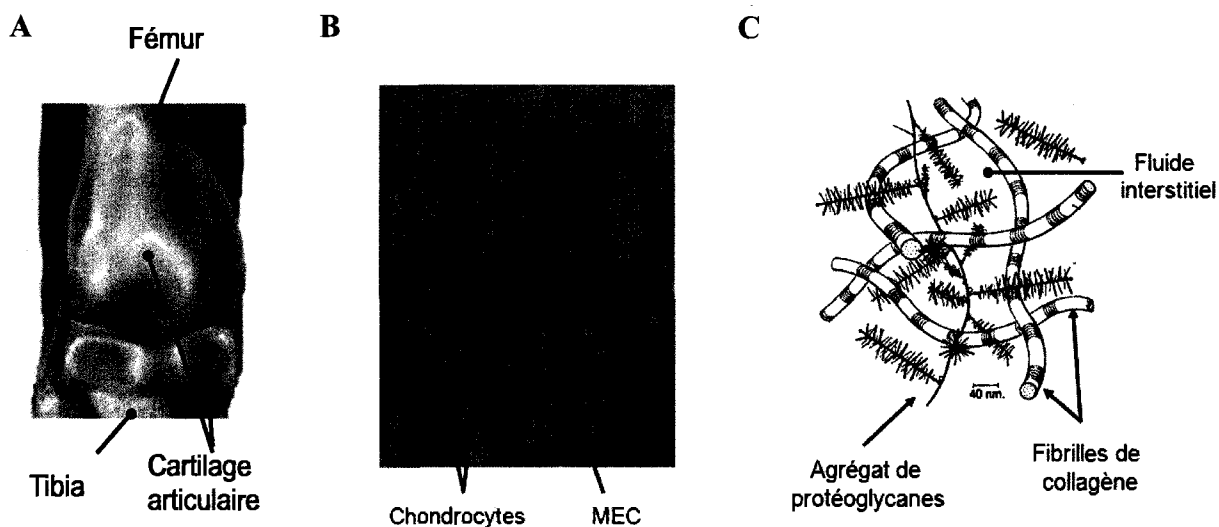 A
Fémur
Tibia
Cartilage
articulaire
B
Chondrocytes
MEC
C
Fluide
interstitiel
40 nm.
Agrégat de
protéoglycanes
Fibrilles de
collagène